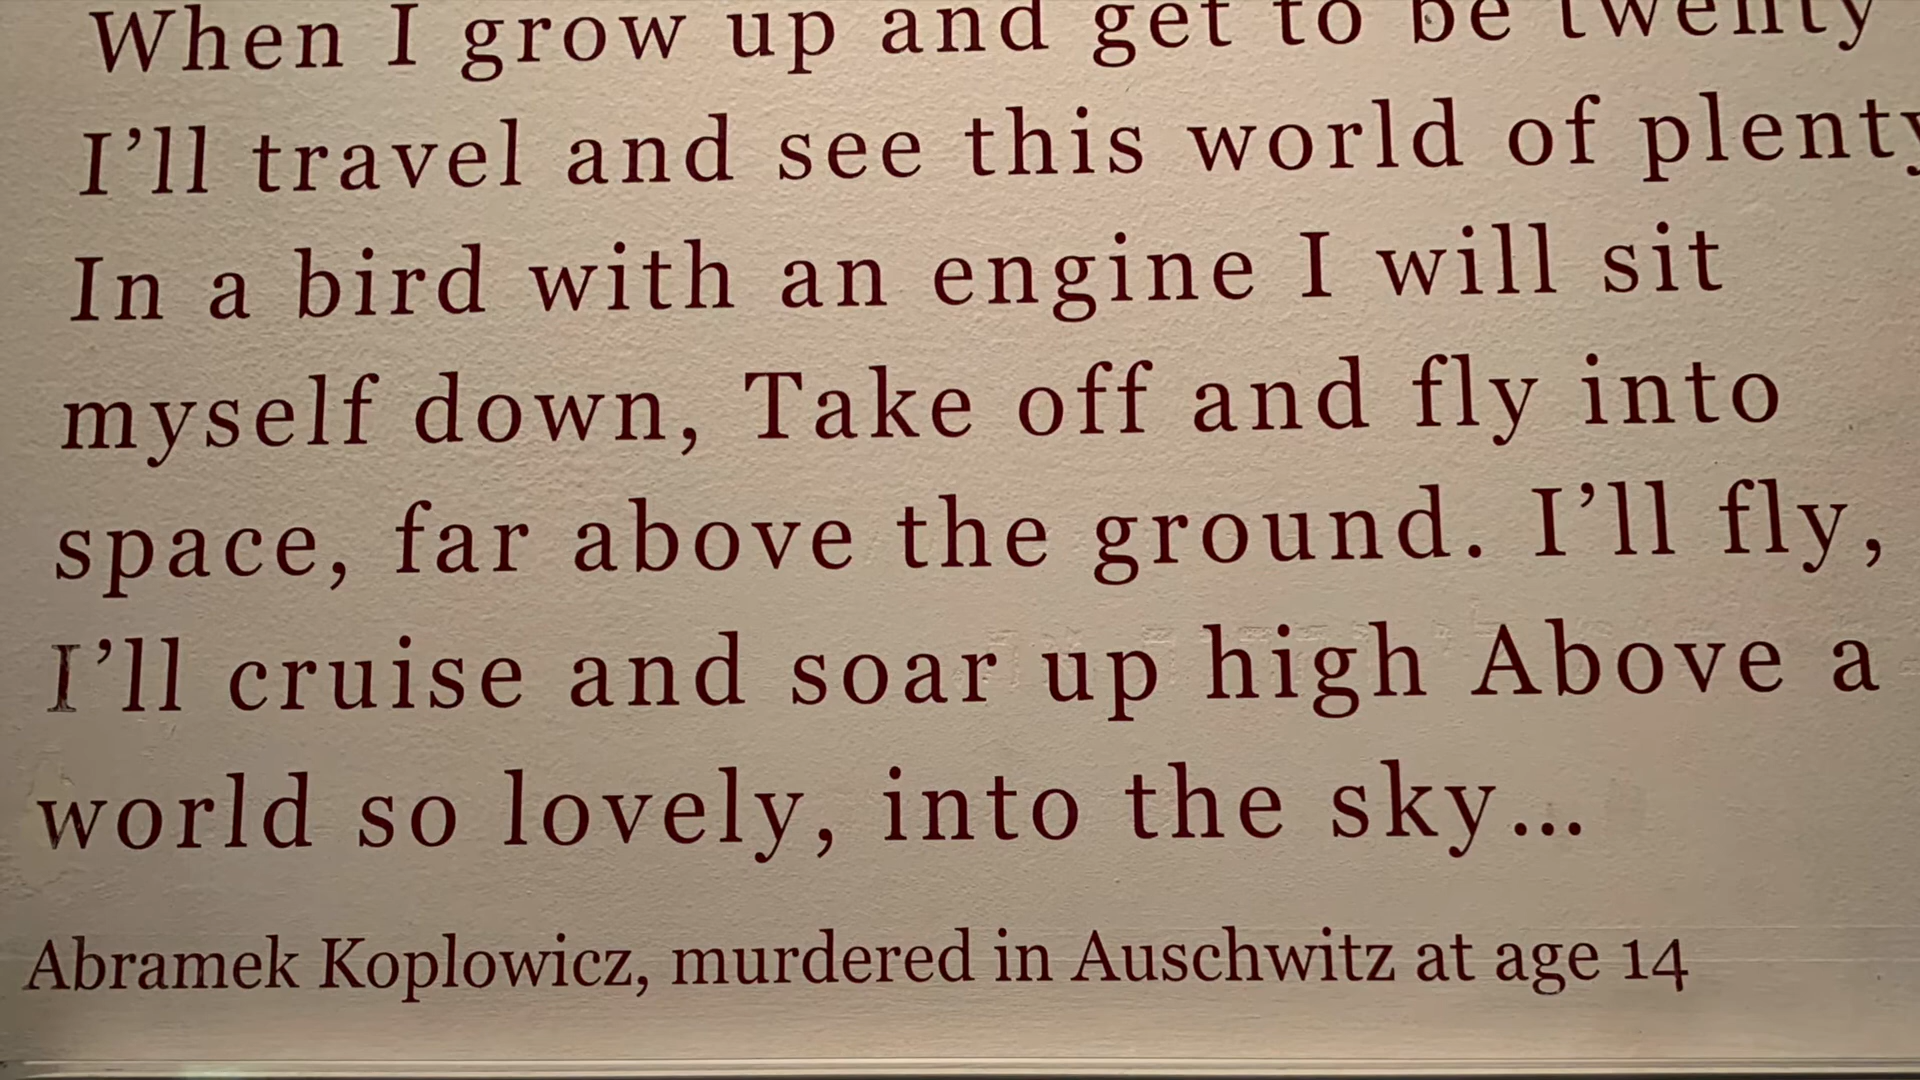 When I grow up and get to be twenty
I’ll travel and see this world of plenty
In a bird with an engine I will sit
myself down, Take off and fly into
space, far above the ground. I’ll fly,
I’ll cruise and soar up high Above a
world so lovely, into the sky...
Abramek Koplowicz, murdered in Auschwitz at age 14